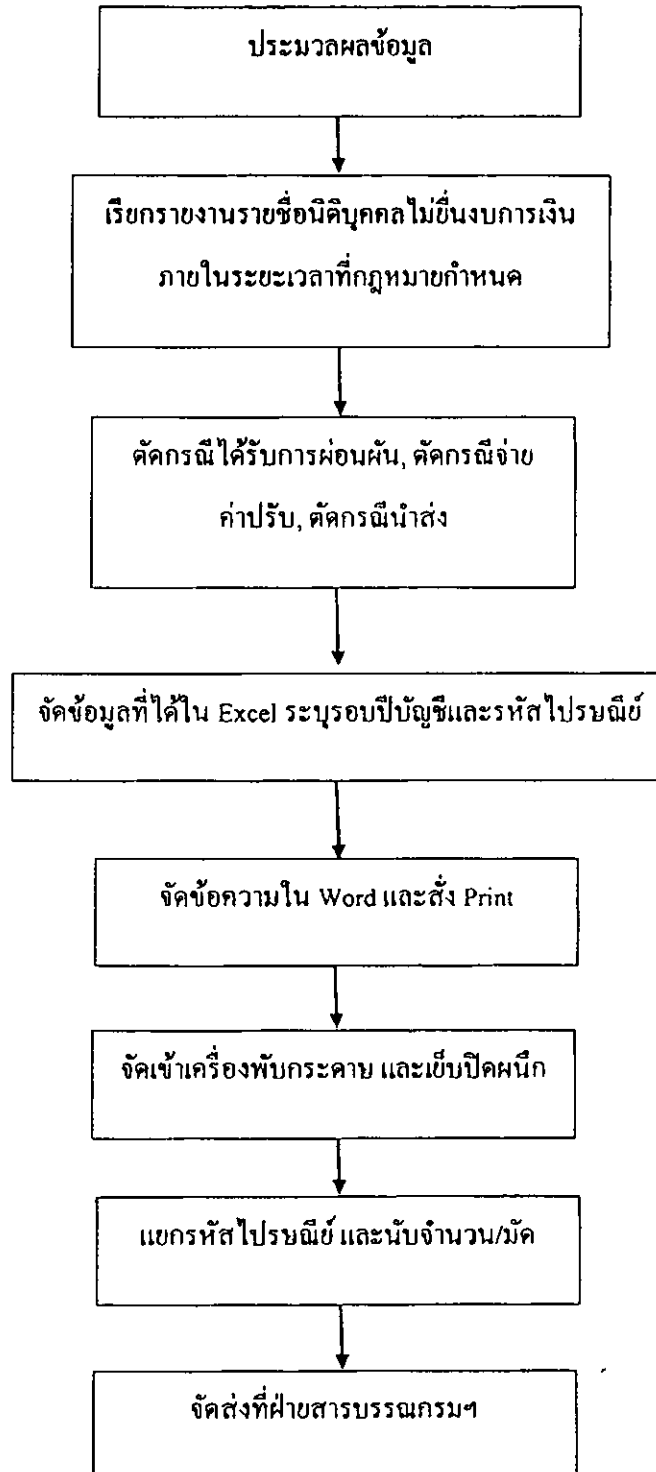 ประมวลผลข้อมูล
เรียกรายงานรายชื่อนิติบุคคลไม่ยื่นงบการเงิน
ภายในระยะเวลาที่กฎหมายกำหนด
ตัดกรณีได้รับการผ่อนผัน, ตัดกรณีจ่าย
ค่าปรับ, ตัดกรณีนำส่ง
จัดข้อมูลที่ได้ใน Excel ระบุรอบปีบัญชีและรหัสไปรษณีย์
จัดข้อความใน Word และสั่ง Print
จัดเข้าเครื่องพับกระดาษ และเย็บปิดผนึก
แยกรหัสไปรษณีย์ และนับจำนวน/มัด
จัดส่งที่ฝ่ายสารบรรณกรมฯ